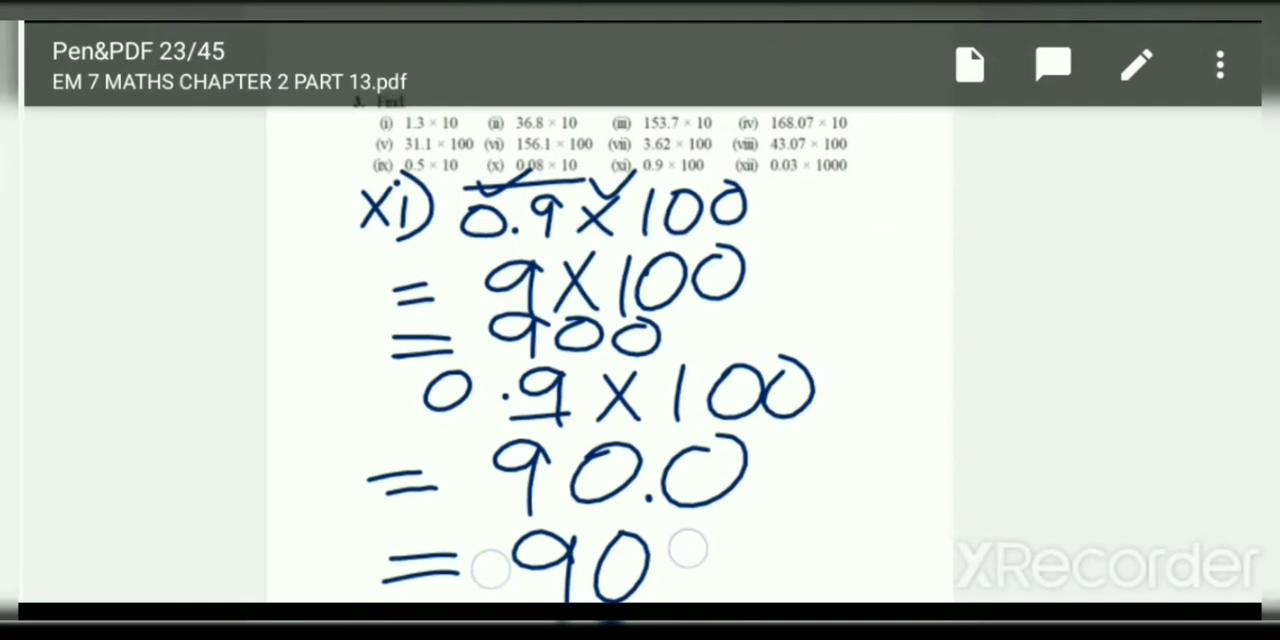 Pen&PDF 23/45
EM 7 MATHS CHAPTER 2 PART 13.pdf
3. Find
(i) 1.3 × 10 (ii) 36.8 × 10 (iii) 153.7 × 10 (iv) 168.07 × 10
(v) 31.1 × 100 (vi) 156.1 × 100 (vii) 3.62 × 100 (viii) 43.07 × 100
(ix) 0.5 × 10 (x) 0.08 × 10 (xi) 0.9 × 100 (xii) 0.03 × 1000
xi) 0.9 × 100
= 9 × 100
= 900
0.9 × 100
= 90.0
= 90
XRecorder